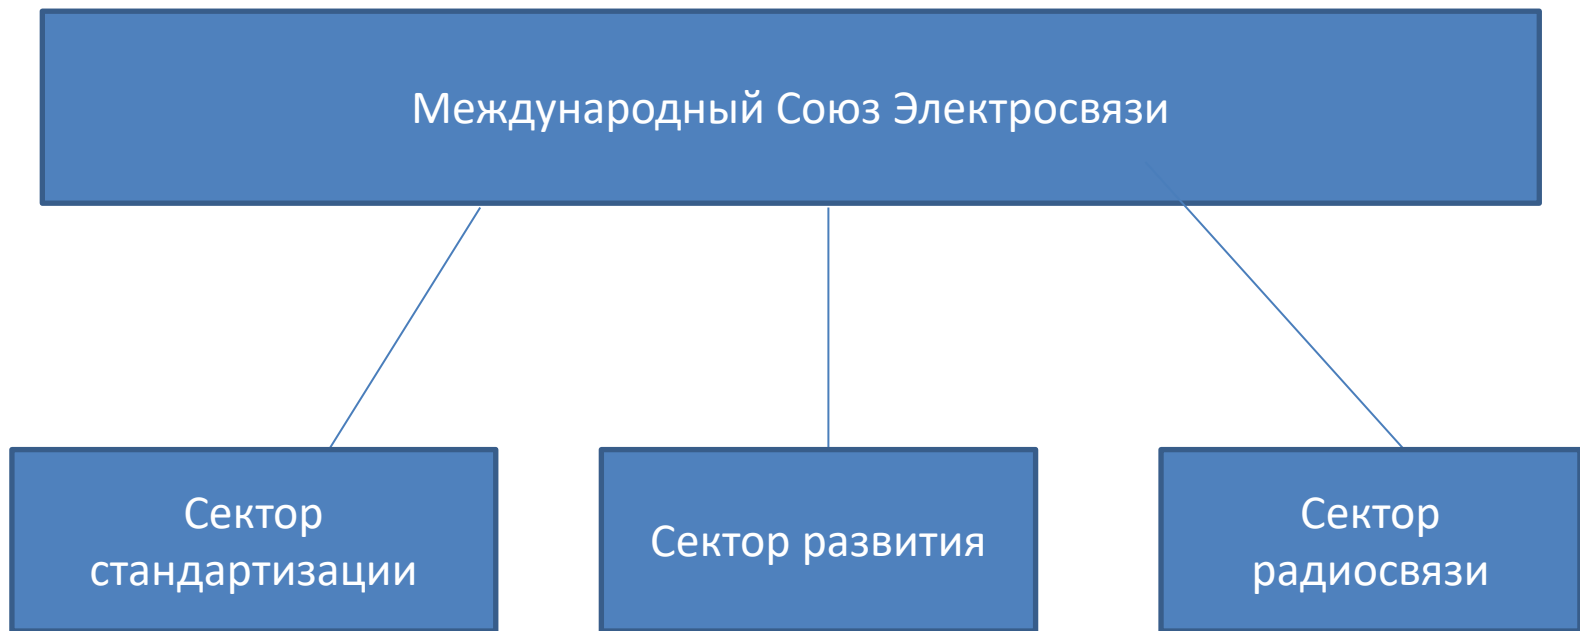 Международный Союз Электросвязи
Сектор
стандартизации
Сектор развития
Сектор
радиосвязи